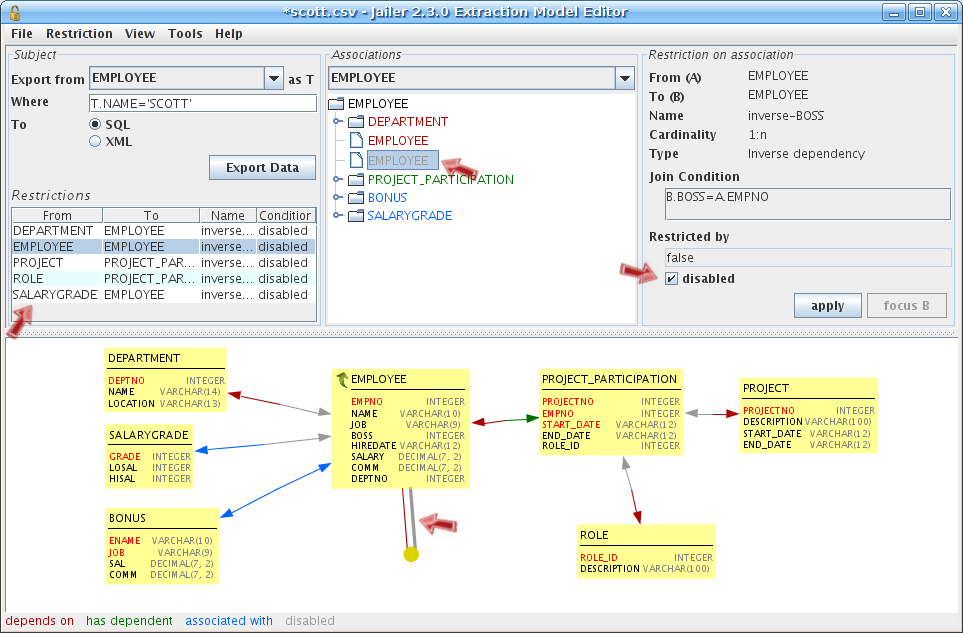 *scott.csv - Jailer 2.3.0 Extraction Model Editor
File Restriction View Tools Help
Subject
Export from EMPLOYEE as T
Where T.NAME='SCOTT'
To SQL
XML
Export Data
Restrictions
From To Name Condition
DEPARTMENT EMPLOYEE inverse... disabled
EMPLOYEE EMPLOYEE inverse... disabled
PROJECT PROJECT_PAR... inverse... disabled
ROLE PROJECT_PAR... inverse... disabled
SALARYGRADE EMPLOYEE inverse... disabled
Associations
EMPLOYEE
EMPLOYEE
DEPARTMENT
EMPLOYEE
EMPLOYEE
PROJECT_PARTICIPATION
BONUS
SALARYGRADE
Restriction on association
From (A) EMPLOYEE
To (B) EMPLOYEE
Name inverse-BOSS
Cardinality 1:n
Type Inverse dependency
Join Condition
B.BOSS=A.EMPNO
Restricted by
false
disabled
apply focus B
DEPARTMENT
DEPTNO INTEGER
NAME VARCHAR(14)
LOCATION VARCHAR(13)
SALARYGRADE
GRADE INTEGER
LOSAL INTEGER
HISAL INTEGER
BONUS
ENAME VARCHAR(10)
JOB VARCHAR(9)
SAL DECIMAL(7, 2)
COMM DECIMAL(7, 2)
EMPLOYEE
EMPNO INTEGER
NAME VARCHAR(10)
JOB VARCHAR(9)
BOSS INTEGER
HIREDATE VARCHAR(12)
SALARY DECIMAL(7, 2)
COMM DECIMAL(7, 2)
DEPTNO INTEGER
PROJECT_PARTICIPATION
PROJECTNO INTEGER
EMPNO INTEGER
START_DATE VARCHAR(12)
END_DATE VARCHAR(12)
ROLE_ID INTEGER
PROJECT
PROJECTNO INTEGER
DESCRIPTION VARCHAR(100)
START_DATE VARCHAR(12)
END_DATE VARCHAR(12)
ROLE
ROLE_ID INTEGER
DESCRIPTION VARCHAR(100)
depends on has dependent associated with disabled